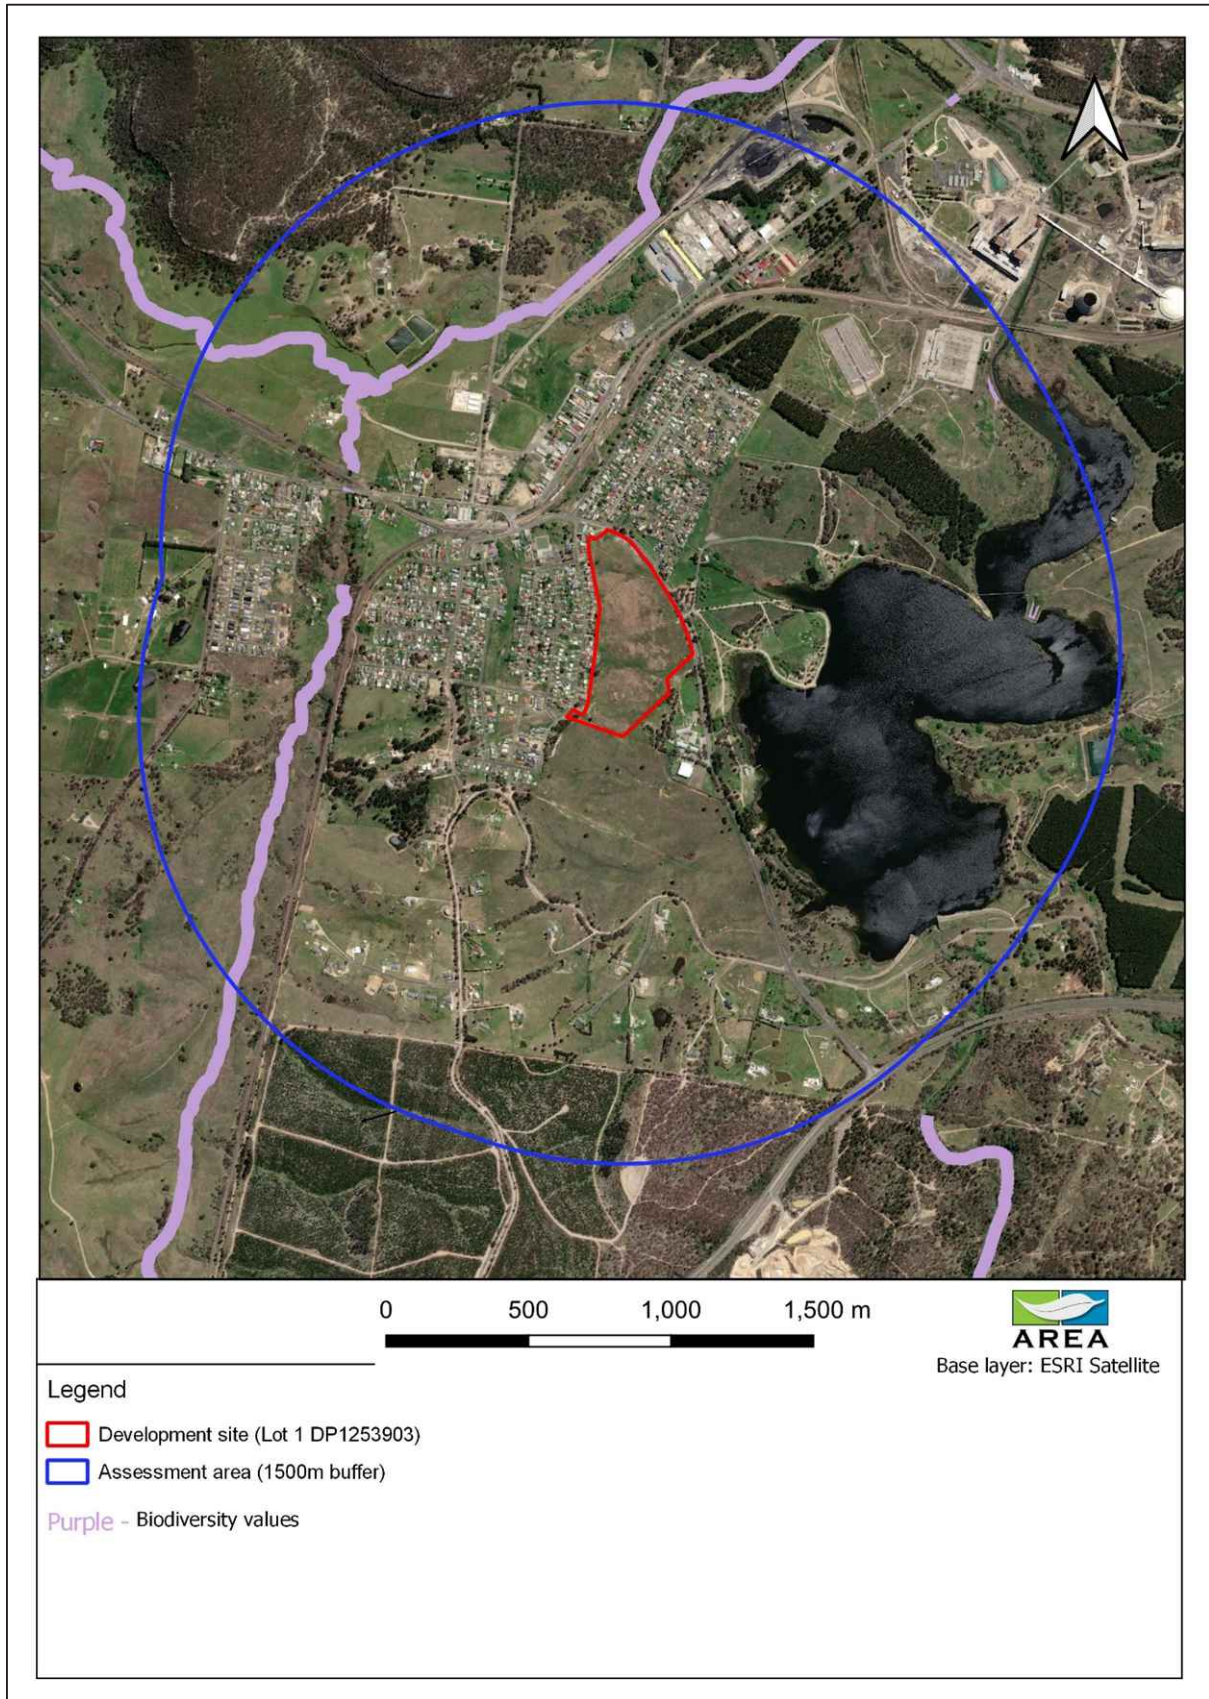 0 500 1,000 1,500 m
AREA
Base layer: ESRI Satellite
Legend
Development site (Lot 1 DP1253903)
Assessment area (1500m buffer)
Purple - Biodiversity values